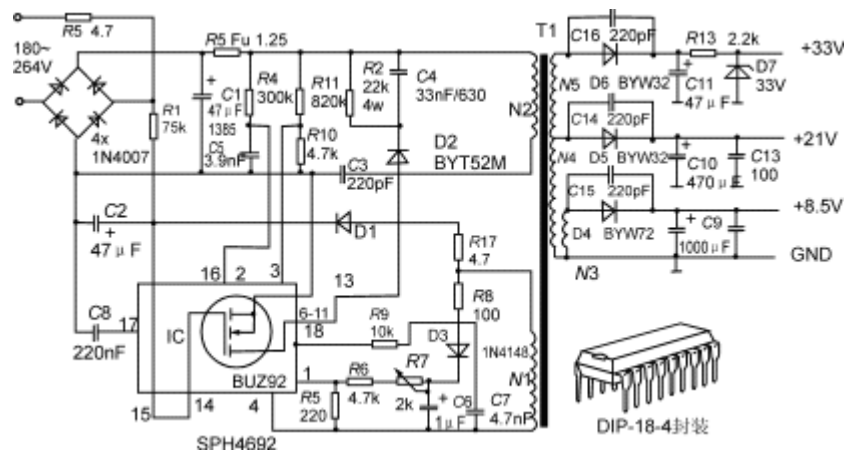 R5 4.7
180~
264V
4x
1N4007
R1
75k
R5 Fu 1.25
C1
47μF
1385
C5
3.9nF
R4
300k
R11
820k
R10
4.7k
R2
22k
4w
C4
33nF/630
D2
BYT52M
C3
220pF
N2
T1
C16 220pF
N5 D6 BYW32
R13 2.2k
+33V
C11
47μF
D7
33V
C14
220pF
N4 D5 BYW32
+21V
C10
470μF
C13
100
C15 220pF
D4 BYW72
+8.5V
C9
1000μF
GND
N3
C2
47μF
D1
R17
4.7
R8
100
D3
1N4148
N1
C8
220nF
17
16
2
3
13
6-11
18
IC
BUZ92
1
15
14
4
SPH4692
R9
10k
R6
4.7k
R7
2k
R5
220
C6
1μF
C7
4.7nF
DIP-18-4封装